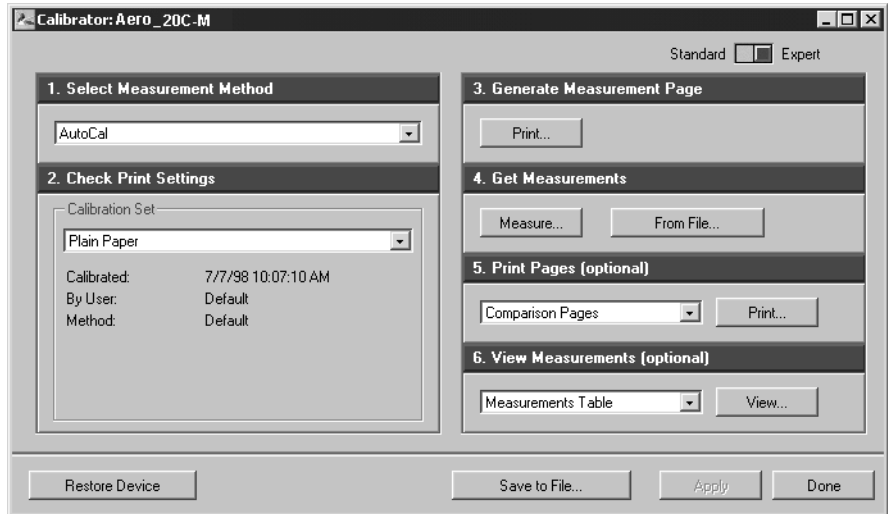 Calibrator: Aero_20C-M
Standard Expert
1. Select Measurement Method
AutoCal
2. Check Print Settings
Calibration Set
Plain Paper
Calibrated: 7/7/98 10:07:10 AM
By User: Default
Method: Default
3. Generate Measurement Page
Print...
4. Get Measurements
Measure... From File...
5. Print Pages (optional)
Comparison Pages Print...
6. View Measurements (optional)
Measurements Table View...
Restore Device Save to File... Apply Done